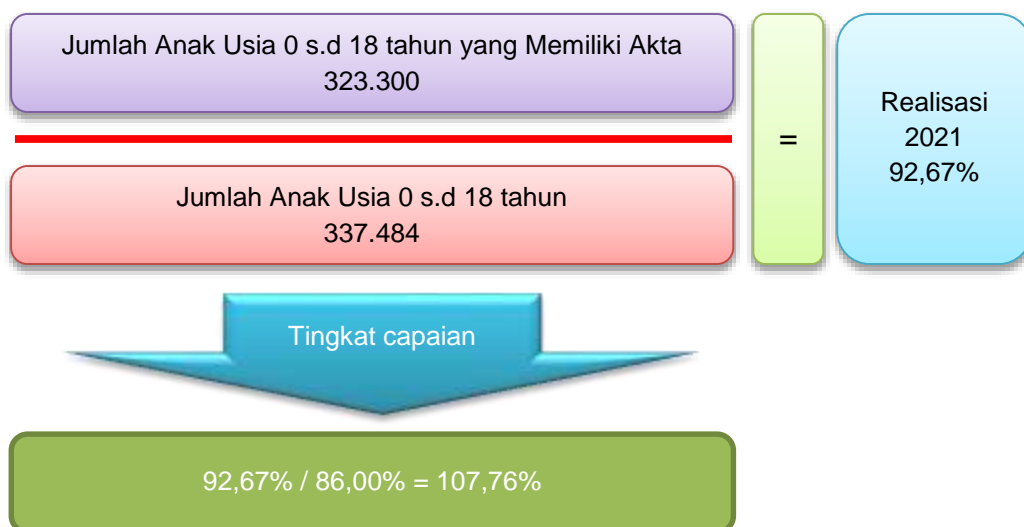 Jumlah Anak Usia 0 s.d 18 tahun yang Memiliki Akta
323.300
Jumlah Anak Usia 0 s.d 18 tahun
337.484
=
Realisasi
2021
92,67%
Tingkat capaian
92,67% / 86,00% = 107,76%